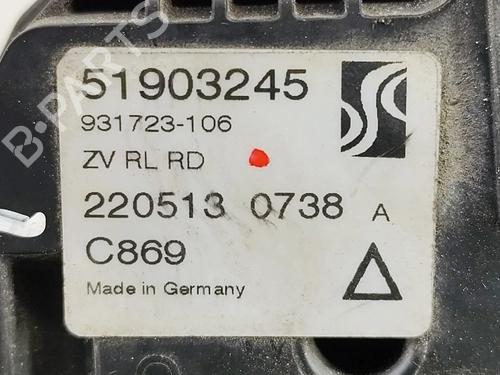 B-PARTS
51903245
931723-106
ZV RL RD
220513 0738 A
C869
Made in Germany